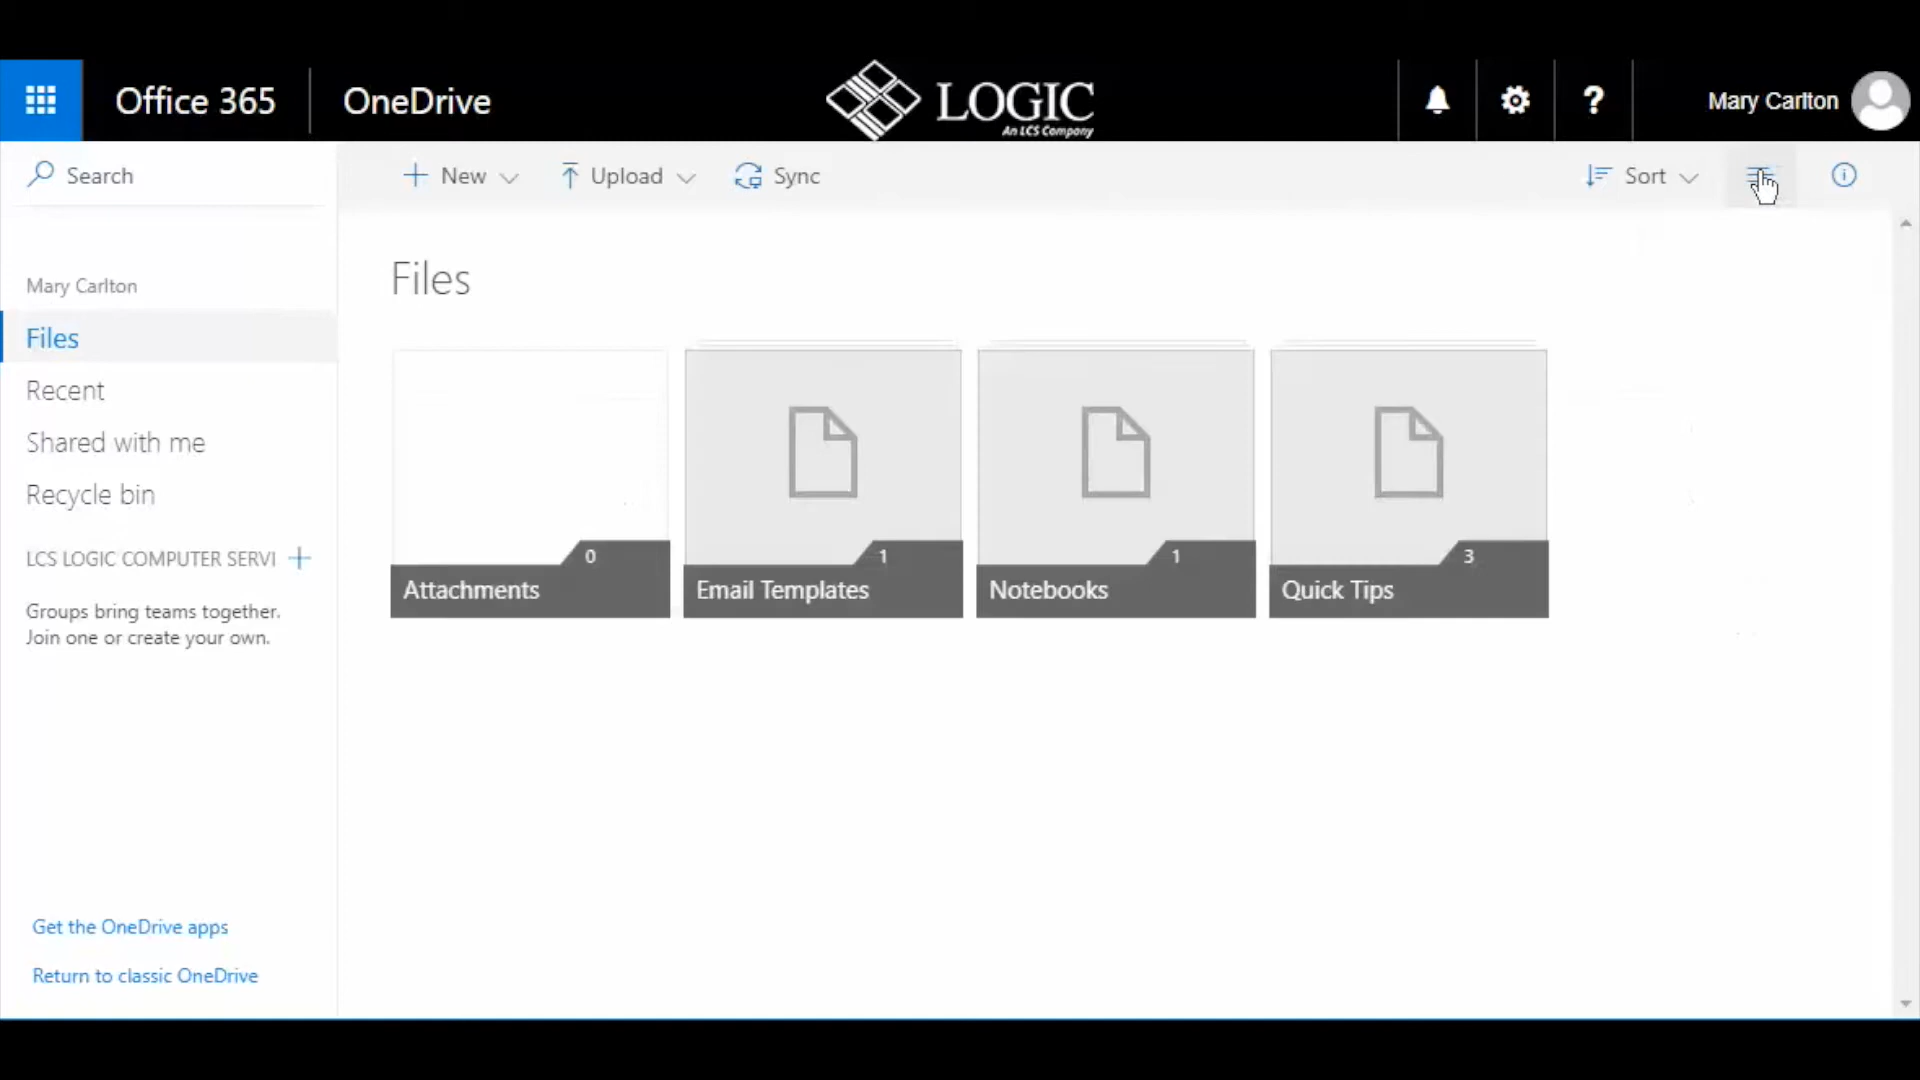 Office 365
OneDrive
LOGIC
An LCS Company
?
Mary Carlton
Search
New
Upload
Sync
Sort
Mary Carlton
Files
Recent
Shared with me
Recycle bin
LCS LOGIC COMPUTER SERVI
Groups bring teams together.
Join one or create your own.
Get the OneDrive apps
Return to classic OneDrive
Files
0
Attachments
1
Email Templates
1
Notebooks
3
Quick Tips